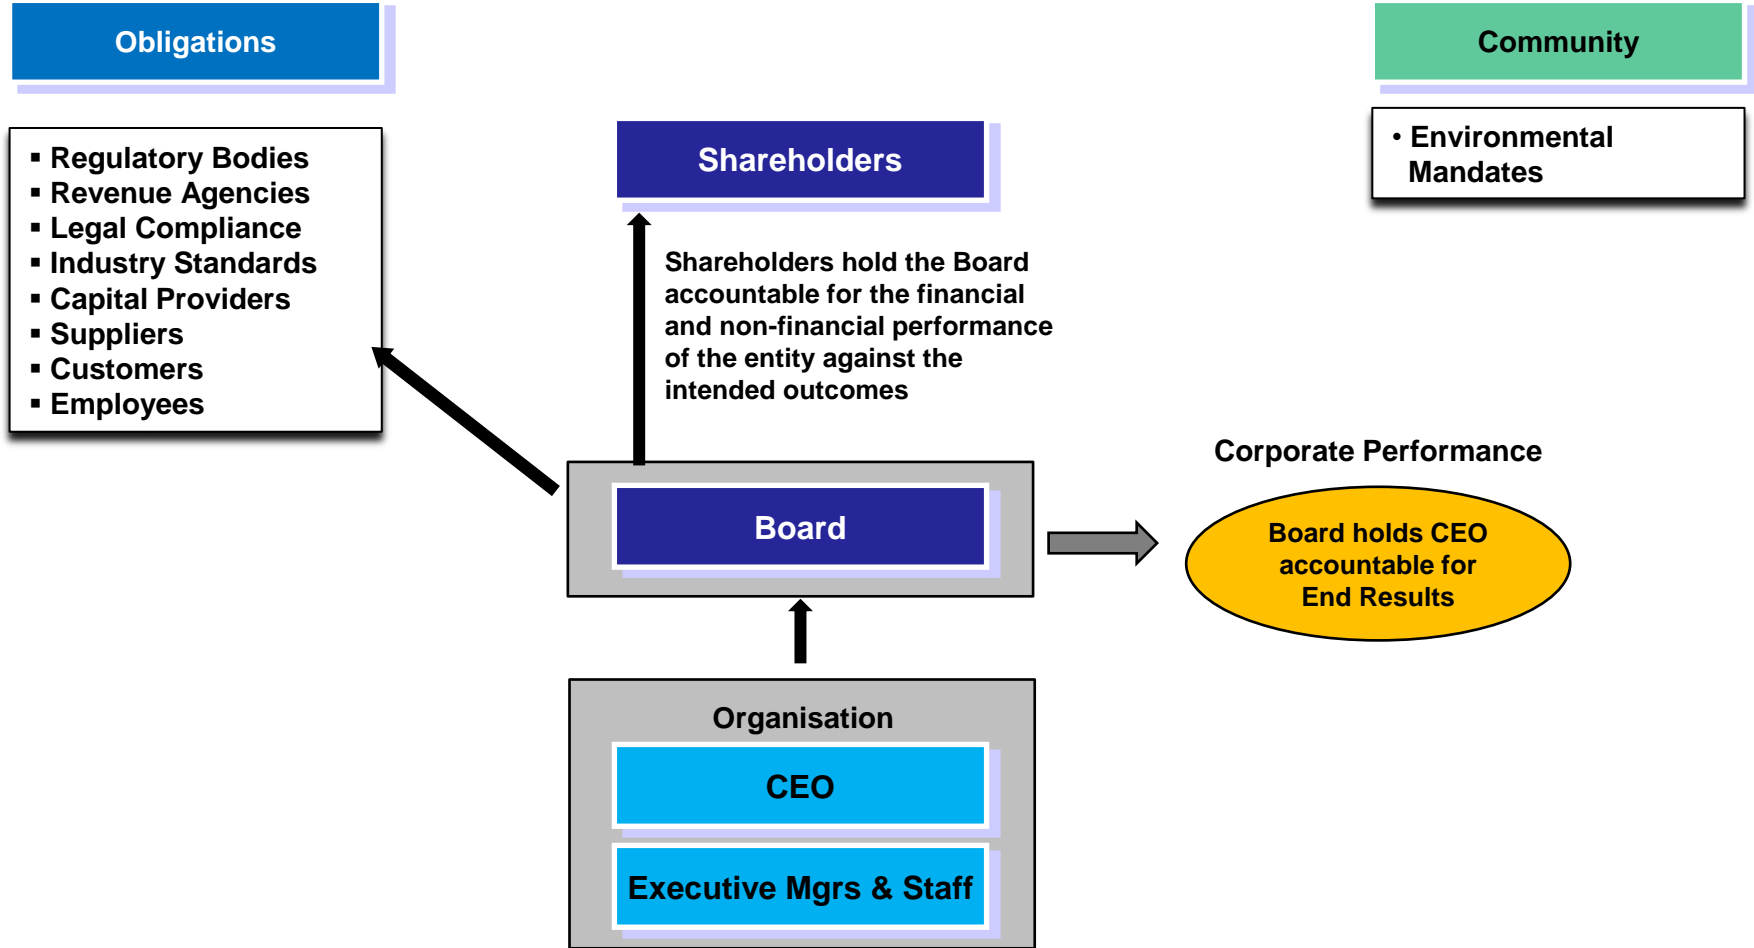 Obligations
Community
▪ Regulatory Bodies
▪ Revenue Agencies
▪ Legal Compliance
▪ Industry Standards
▪ Capital Providers
▪ Suppliers
▪ Customers
▪ Employees
Shareholders
• Environmental
Mandates
Shareholders hold the Board
accountable for the financial
and non-financial performance
of the entity against the
intended outcomes
Board
Corporate Performance
Board holds CEO
accountable for
End Results
Organisation
CEO
Executive Mgrs & Staff